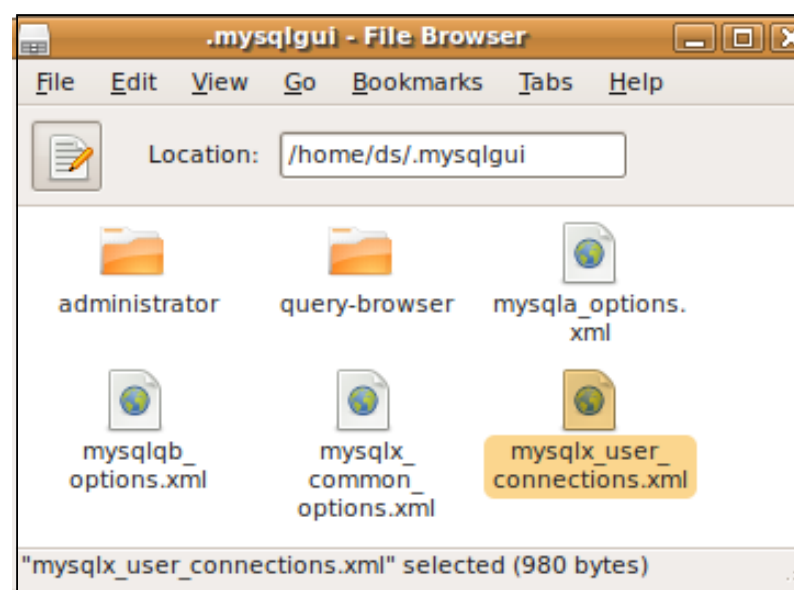 .mysqlgui - File Browser
File Edit View Go Bookmarks Tabs Help
Location: /home/ds/.mysqlgui
administrator
query-browser
mysqla_options.
xml
mysqlqb_
options.xml
mysqlx_
common_
options.xml
mysqlx_user_
connections.xml
"mysqlx_user_connections.xml" selected (980 bytes)